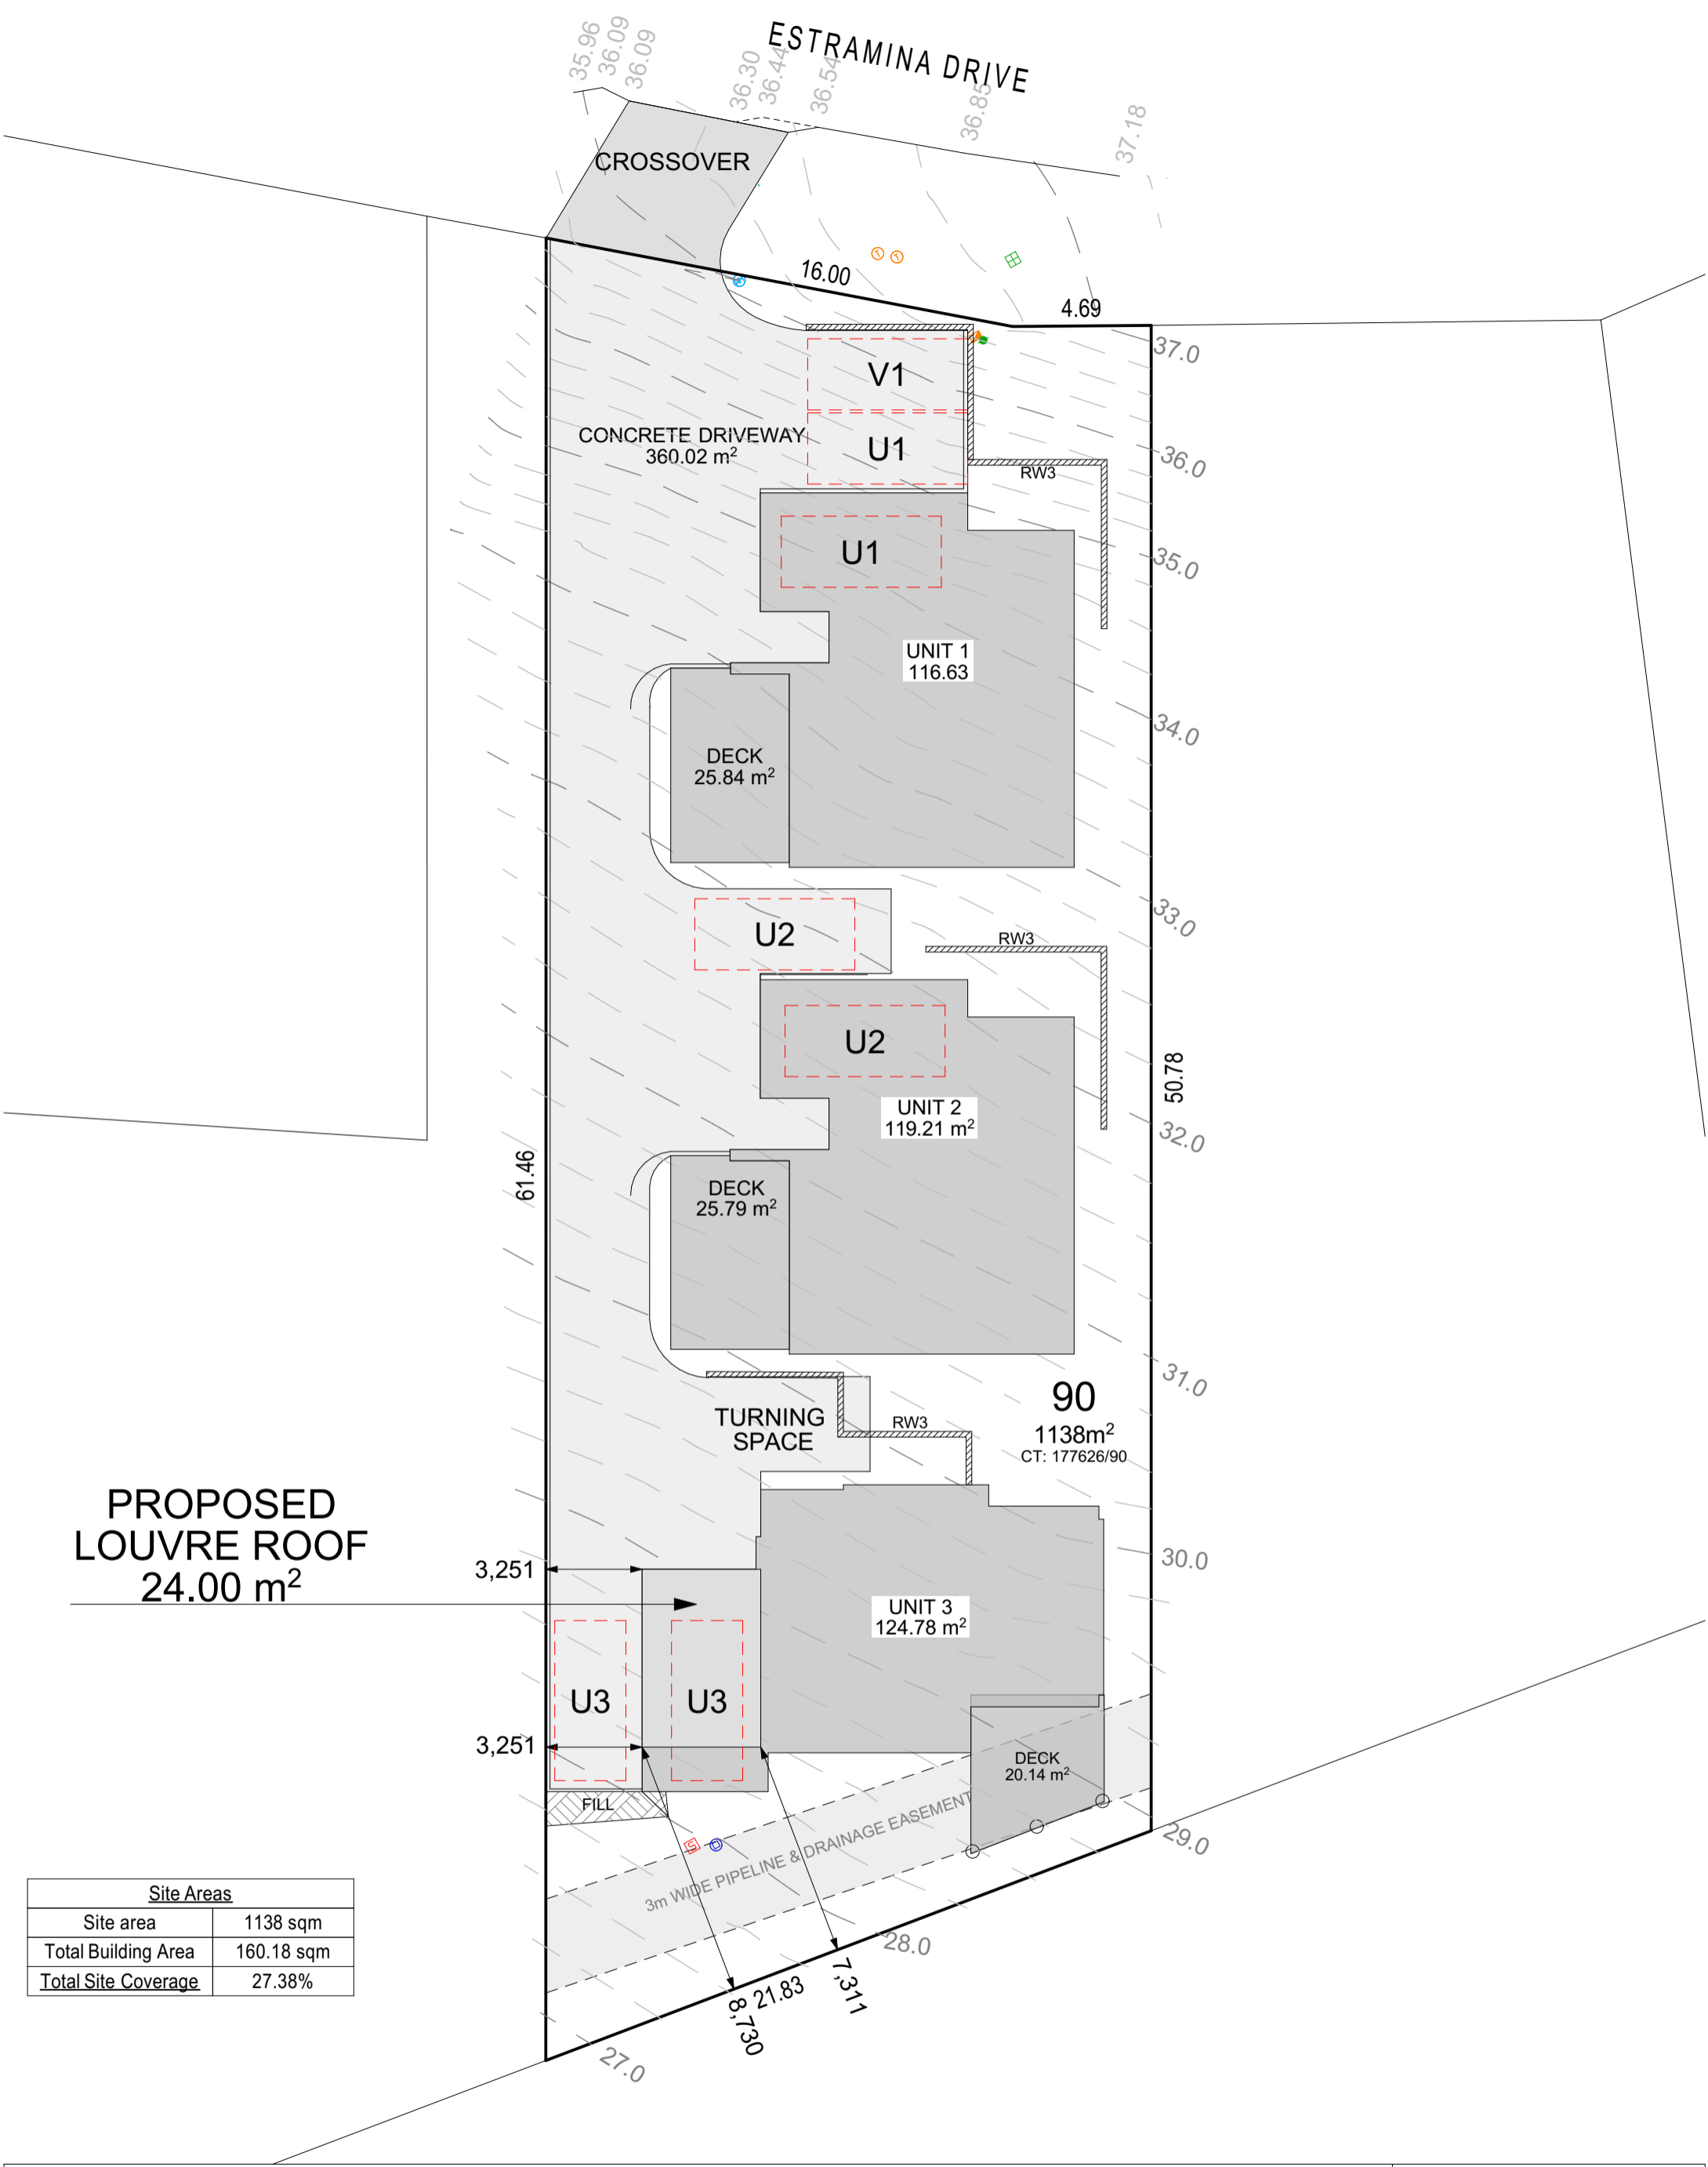 ESTRAMINA DRIVE
35.96
36.09
36.09
36.30
36.44
36.54
36.85
37.18
CROSSOVER
16.00
4.69
37.0
V1
CONCRETE DRIVEWAY
360.02 m²
U1
36.0
RW3
U1
35.0
UNIT 1
116.63
34.0
DECK
25.84 m²
33.0
U2
RW3
U2
50.78
UNIT 2
119.21 m²
32.0
61.46
DECK
25.79 m²
31.0
90
1138m²
CT: 177626/90
TURNING
SPACE
RW3
PROPOSED
LOUVRE ROOF
24.00 m²
30.0
3,251
UNIT 3
124.78 m²
U3
U3
3,251
DECK
20.14 m²
FILL
S
D
3m WIDE PIPELINE & DRAINAGE EASEMENT
29.0
28.0
7,311
21.83
8,730
27.0
Site Areas
Site area 1138 sqm
Total Building Area 160.18 sqm
Total Site Coverage 27.38%